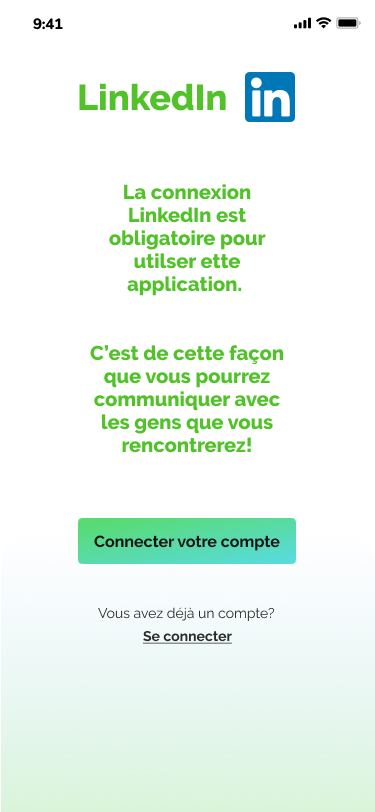 9:41
LinkedIn in
La connexion
LinkedIn est
obligatoire pour
utilser ette
application.
C’est de cette façon
que vous pourrez
communiquer avec
les gens que vous
rencontrerez!
Connecter votre compte
Vous avez déjà un compte?
Se connecter